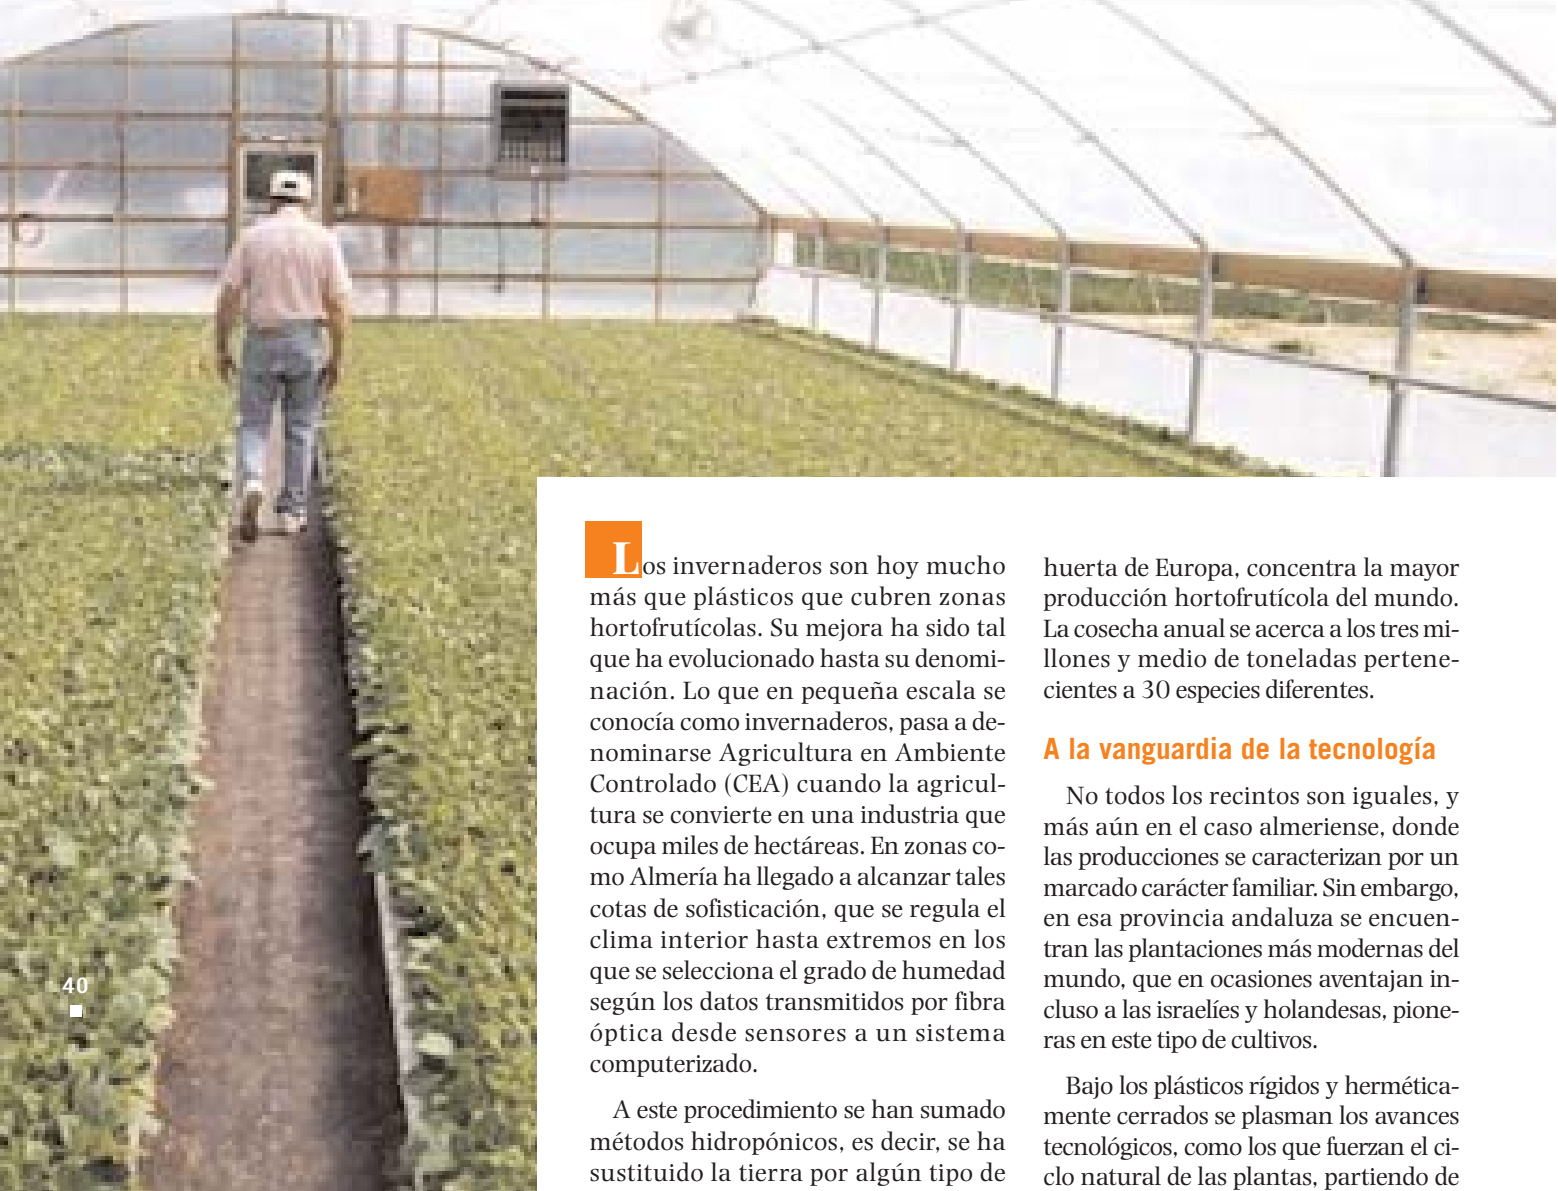 Los invernaderos son hoy mucho
más que plásticos que cubren zonas
hortofrutícolas. Su mejora ha sido tal
que ha evolucionado hasta su denomi-
nación. Lo que en pequeña escala se
conocía como invernaderos, pasa a de-
nominarse Agricultura en Ambiente
Controlado (CEA) cuando la agricul-
tura se convierte en una industria que
ocupa miles de hectáreas. En zonas co-
mo Almería ha llegado a alcanzar tales
cotas de sofisticación, que se regula el
clima interior hasta extremos en los
que se selecciona el grado de humedad
según los datos transmitidos por fibra
óptica desde sensores a un sistema
computerizado.
A este procedimiento se han sumado
métodos hidropónicos, es decir, se ha
sustituido la tierra por algún tipo de
huerta de Europa, concentra la mayor
producción hortofrutícola del mundo.
La cosecha anual se acerca a los tres mi-
llones y medio de toneladas pertene-
cientes a 30 especies diferentes.
A la vanguardia de la tecnología
No todos los recintos son iguales, y
más aún en el caso almeriense, donde
las producciones se caracterizan por un
marcado carácter familiar. Sin embargo,
en esa provincia andaluza se encuen-
tran las plantaciones más modernas del
mundo, que en ocasiones aventajan in-
cluso a las israelíes y holandesas, pione-
ras en este tipo de cultivos.
Bajo los plásticos rígidos y hermética-
mente cerrados se plasman los avances
tecnológicos, como los que fuerzan el ci-
clo natural de las plantas, partiendo de
40